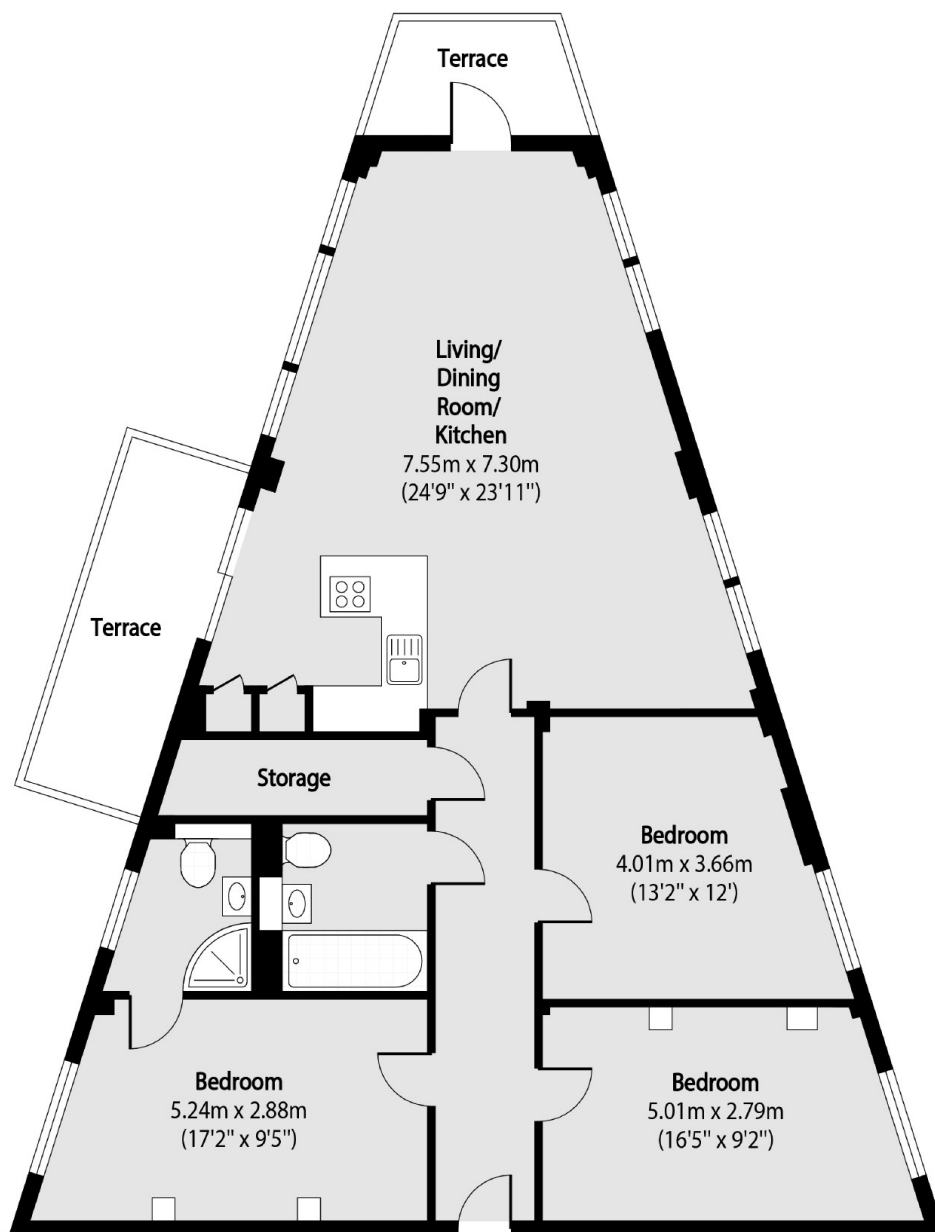 Terrace
Living/
Dining
Room/
Kitchen
7.55m x 7.30m
(24'9" x 23'11")
Terrace
Storage
Bedroom
4.01m x 3.66m
(13'2" x 12')
Bedroom
5.24m x 2.88m
(17'2" x 9'5")
Bedroom
5.01m x 2.79m
(16'5" x 9'2")